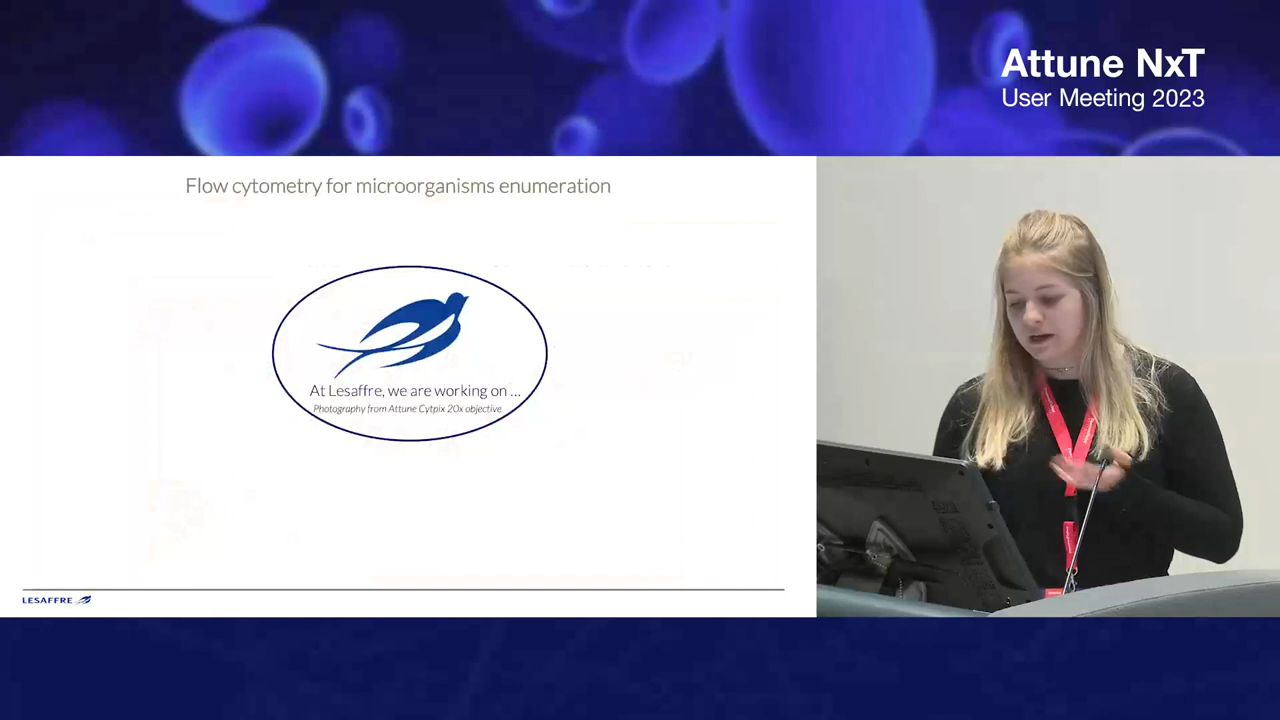 Attune NxT
User Meeting 2023
Flow cytometry for microorganisms enumeration
At Lesaffre, we are working on ...
Photography from Attune Cytpix 20x objective
LESAFFRE